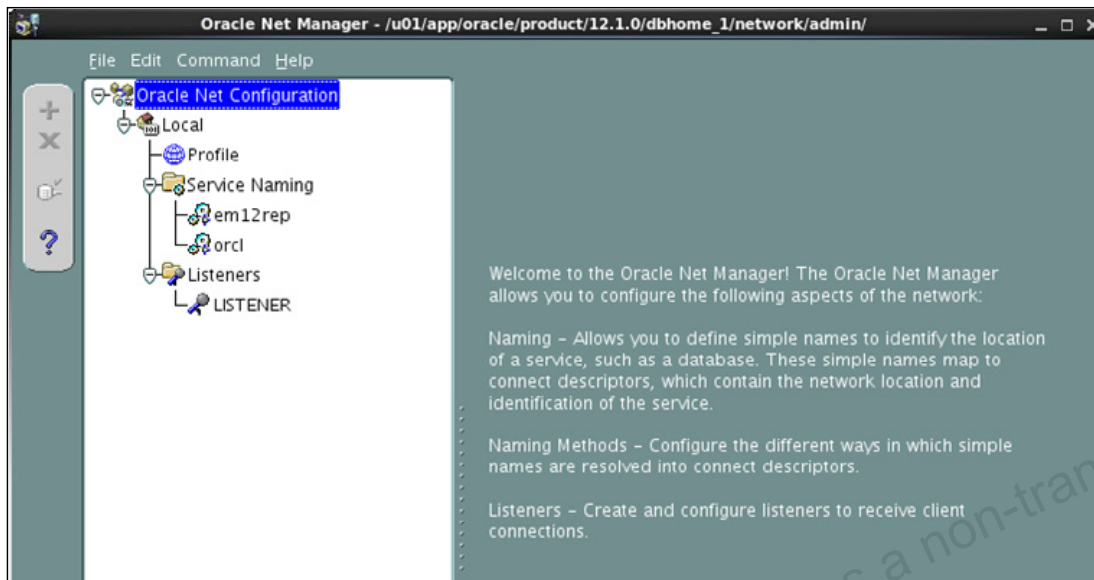 Oracle Net Manager - /u01/app/oracle/product/12.1.0/dbhome_1/network/admin/
File Edit Command Help
Oracle Net Configuration
Local
Profile
Service Naming
em12rep
orcl
Listeners
LISTENER
Welcome to the Oracle Net Manager! The Oracle Net Manager
allows you to configure the following aspects of the network:
Naming - Allows you to define simple names to identify the location
of a service, such as a database. These simple names map to
connect descriptors, which contain the network location and
identification of the service.
Naming Methods - Configure the different ways in which simple
names are resolved into connect descriptors.
Listeners - Create and configure listeners to receive client
connections.
a non-tran